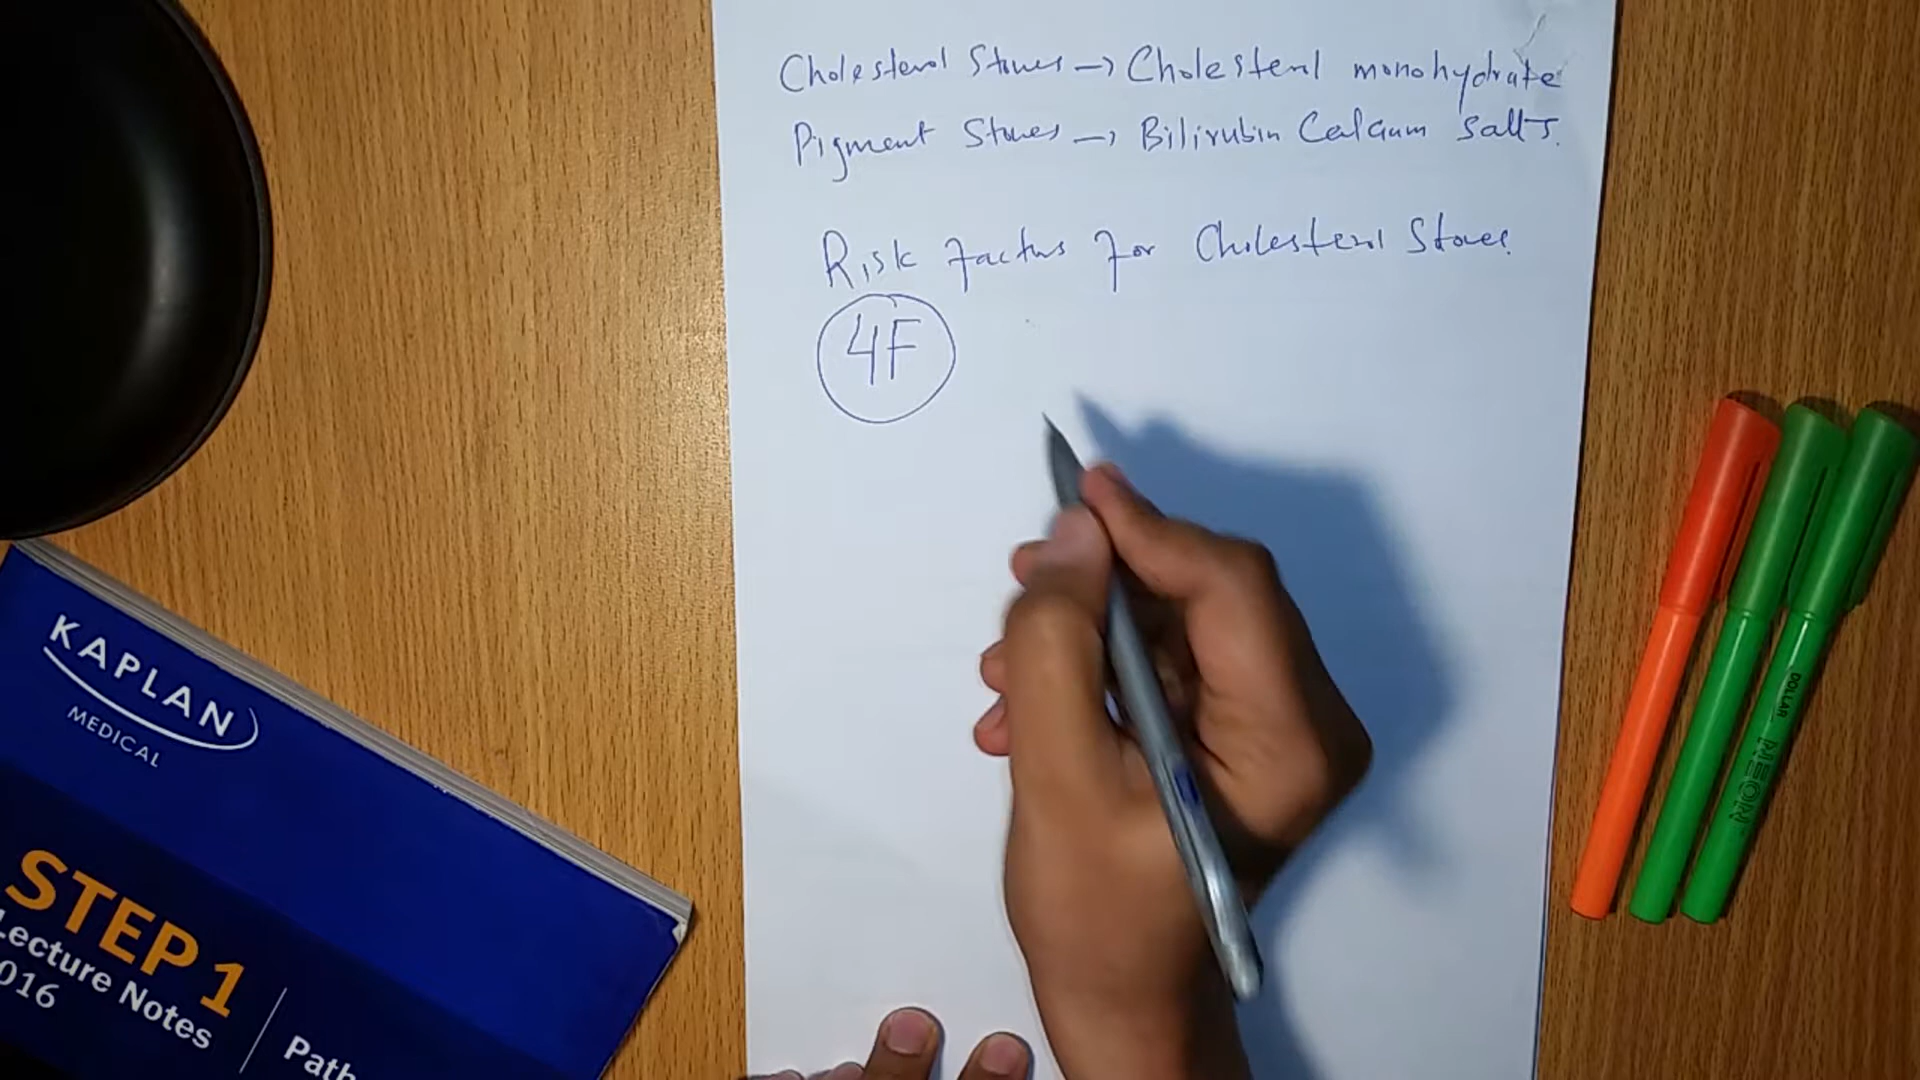 Cholesterol Stones → Cholesterol monohydrate
Pigment Stones → Bilirubin Calcium Salts.
Risk factors for Cholesterol Stones.
4F
KAPLAN
MEDICAL
STEP 1
Lecture Notes
016
Path
DOLLAR
NEON